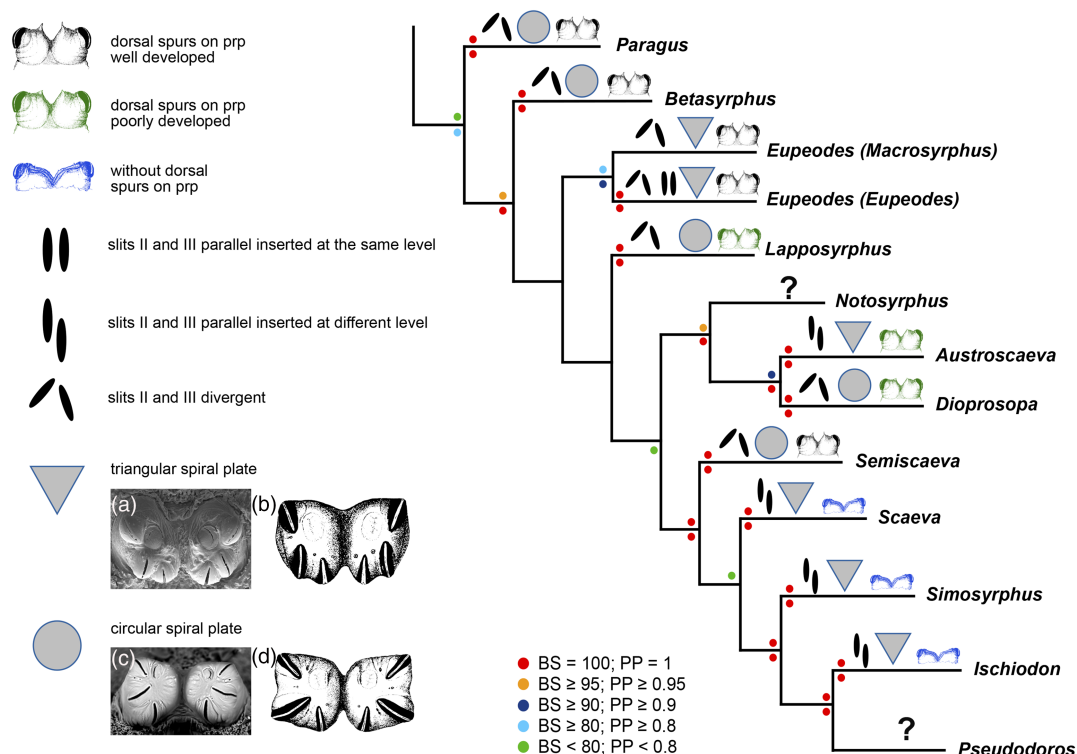 dorsal spurs on prp
well developed
dorsal spurs on prp
poorly developed
without dorsal
spurs on prp
slits II and III parallel inserted at the same level
slits II and III parallel inserted at different level
slits II and III divergent
triangular spiral plate
(a)
(b)
circular spiral plate
(c)
(d)
Paragus
Betasyrphus
Eupeodes (Macrosyrphus)
Eupeodes (Eupeodes)
Lapposyrphus
?
Notosyrphus
Austroscaeva
Dioprosopa
Semiscaeva
Scaeva
Simosyrphus
Ischiodon
?
Pseudodoros
BS = 100; PP = 1
BS ≥ 95; PP ≥ 0.95
BS ≥ 90; PP ≥ 0.9
BS ≥ 80; PP ≥ 0.8
BS < 80; PP < 0.8